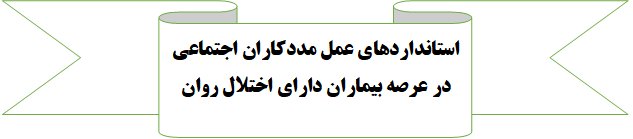 استانداردهای عمل مددکاران اجتماعی
در عرصه بیماران دارای اختلال روان